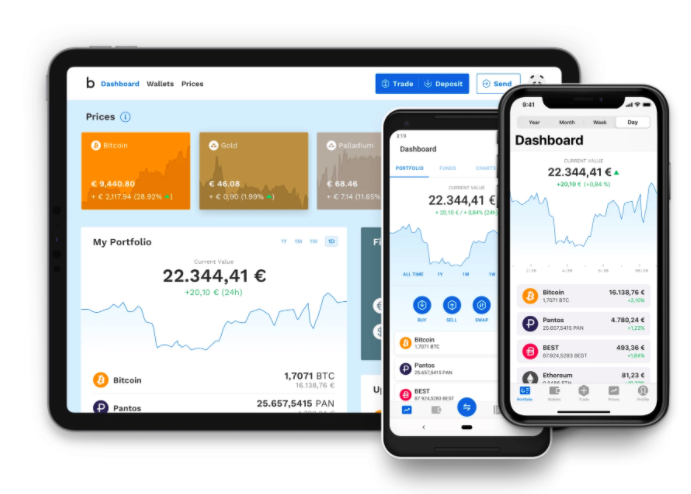 b Dashboard Wallets Prices
Trade Deposit Send
Prices
Bitcoin
€ 9,440.80
+ € 2,117.94 (28.92% )
Gold
€ 46.08
+ € 0.90 (1.99% )
Palladium
€ 68.46
+ € 7.14 (11.65%
My Portfolio
1D
Current Value
22.344,41 €
+20,10 € (24h)
Bitcoin
1,7071 BTC
16.138,76 €
Pantos
25.657,5415 PAN
Fi
Up
3:19
Dashboard
PORTFOLIO FUNDS CHARTS
CURRENT VALUE
22.344,41 €
+ 20,10 € / + 0,84% (24h)
ALL TIME 1Y 1M 1W
BUY SELL SWAP
Bitcoin
1,7071 BTC
Pantos
25.657,5415 PAN
BEST
97.924,5283 BEST
9:41
Year Month Week Day
Dashboard
CURRENT VALUE
22.344,41 €
+20,10 € (+0,84 %)
Bitcoin
1,7071 BTC
16.138,76 €
+2,10%
Pantos
25.657,5415 PAN
4.780,24 €
+1,23%
BEST
97.924,5283 BEST
493,36 €
+1,64%
Ethereum
81,23 €
Portfolio Wallets Trade Prices Profile